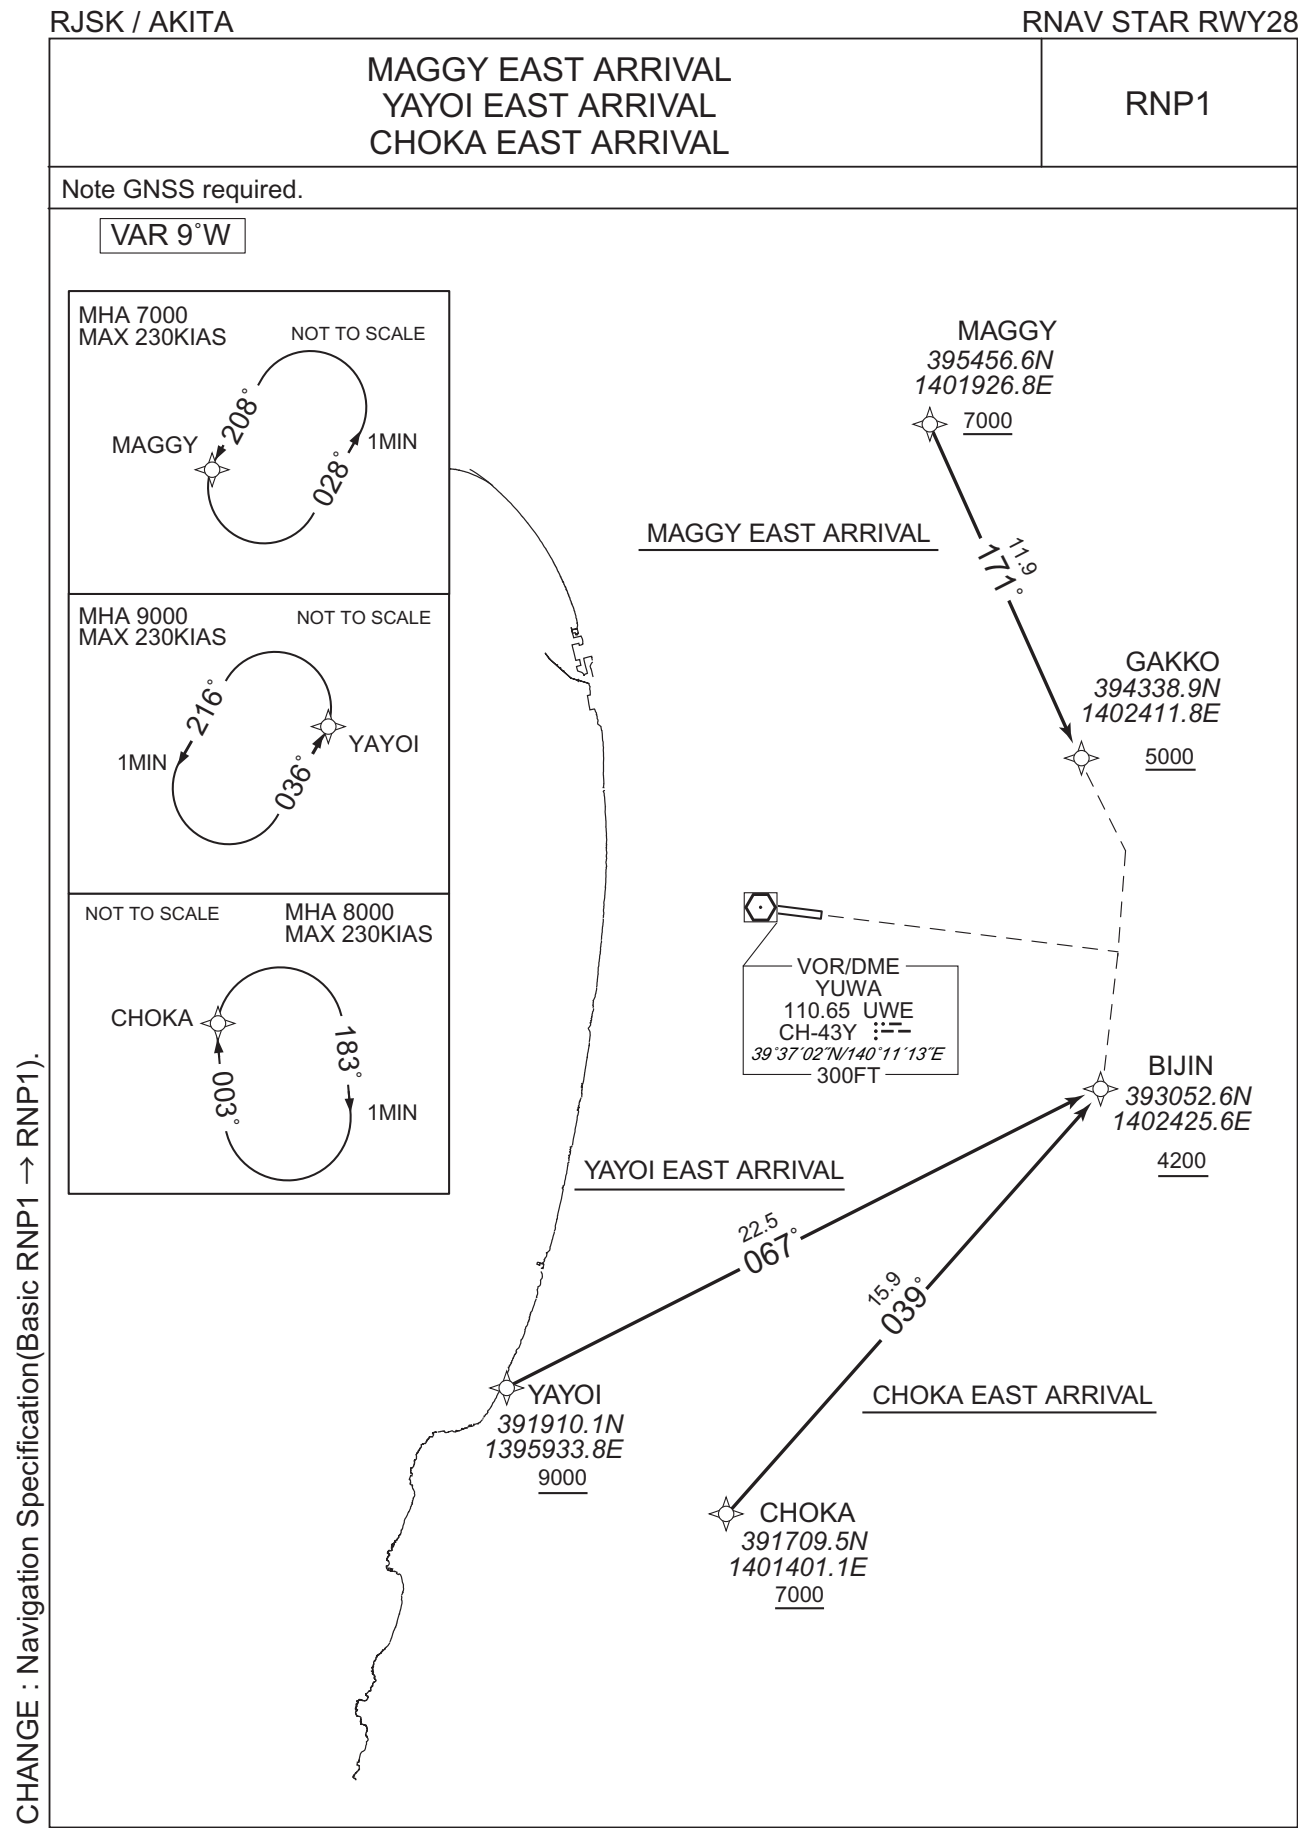 RJSK / AKITA
RNAV STAR RWY28
MAGGY EAST ARRIVAL
YAYOI EAST ARRIVAL
CHOKA EAST ARRIVAL
RNP1
Note GNSS required.
VAR 9°W
MHA 7000
MAX 230KIAS
NOT TO SCALE
208°
MAGGY
1MIN
028°
MHA 9000
MAX 230KIAS
NOT TO SCALE
216°
YAYOI
1MIN
036°
NOT TO SCALE
MHA 8000
MAX 230KIAS
CHOKA
183°
003°
1MIN
MAGGY
395456.6N
1401926.8E
7000
MAGGY EAST ARRIVAL
11.9
171°
GAKKO
394338.9N
1402411.8E
5000
VOR/DME
YUWA
110.65 UWE
CH-43Y
39°37′02″N/140°11′13″E
300FT
BIJIN
393052.6N
1402425.6E
4200
YAYOI EAST ARRIVAL
22.5
067°
15.9
039°
YAYOI
391910.1N
1395933.8E
9000
CHOKA EAST ARRIVAL
CHOKA
391709.5N
1401401.1E
7000
CHANGE : Navigation Specification(Basic RNP1 → RNP1).